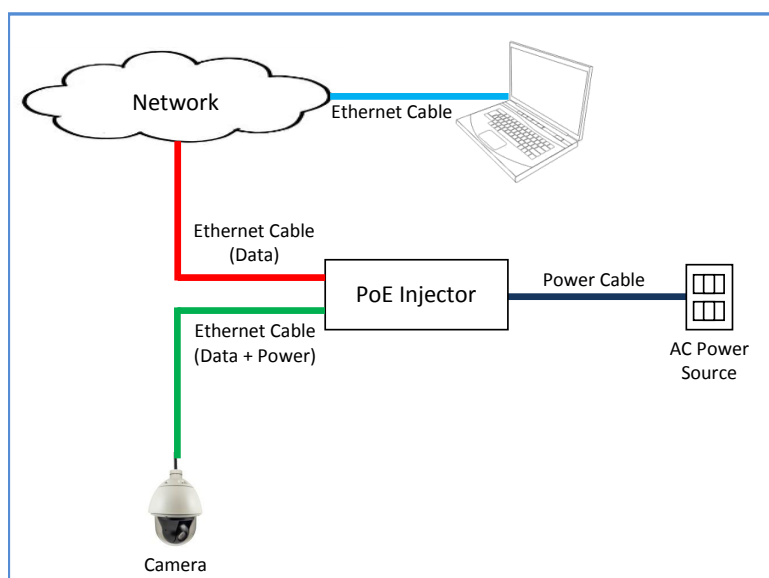 Network
Ethernet Cable
Ethernet Cable
(Data)
PoE Injector
Power Cable
Ethernet Cable
(Data + Power)
AC Power
Source
Camera